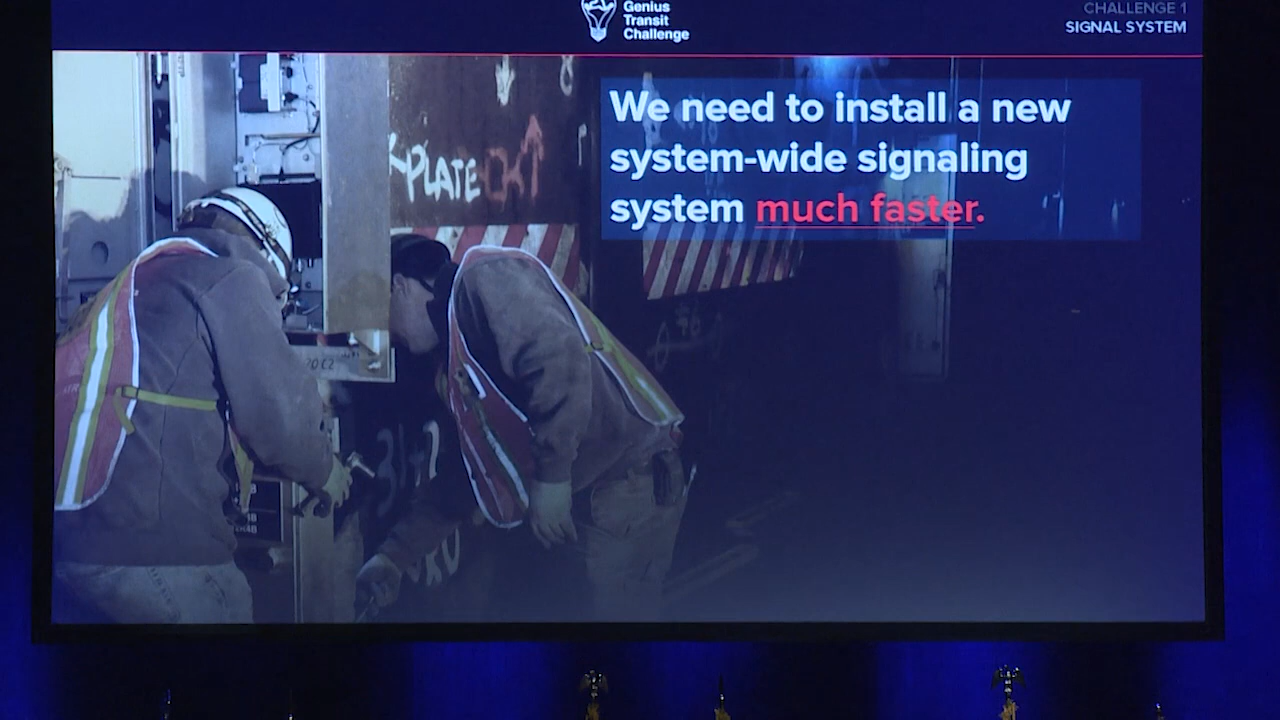 Genius
Transit
Challenge
CHALLENGE 1
SIGNAL SYSTEM
We need to install a new
system-wide signaling
system much faster.
PLATE